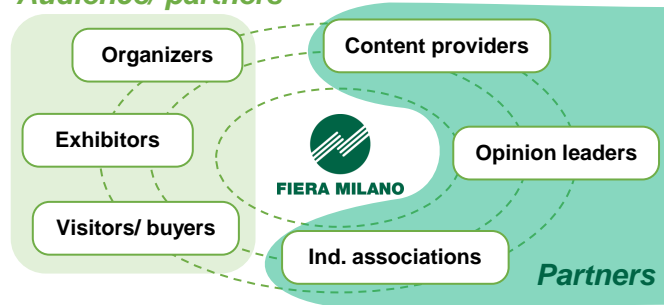 Audience/ partners
Organizers
Content providers
Exhibitors
Opinion leaders
FIERA MILANO
Visitors/ buyers
Ind. associations
Partners